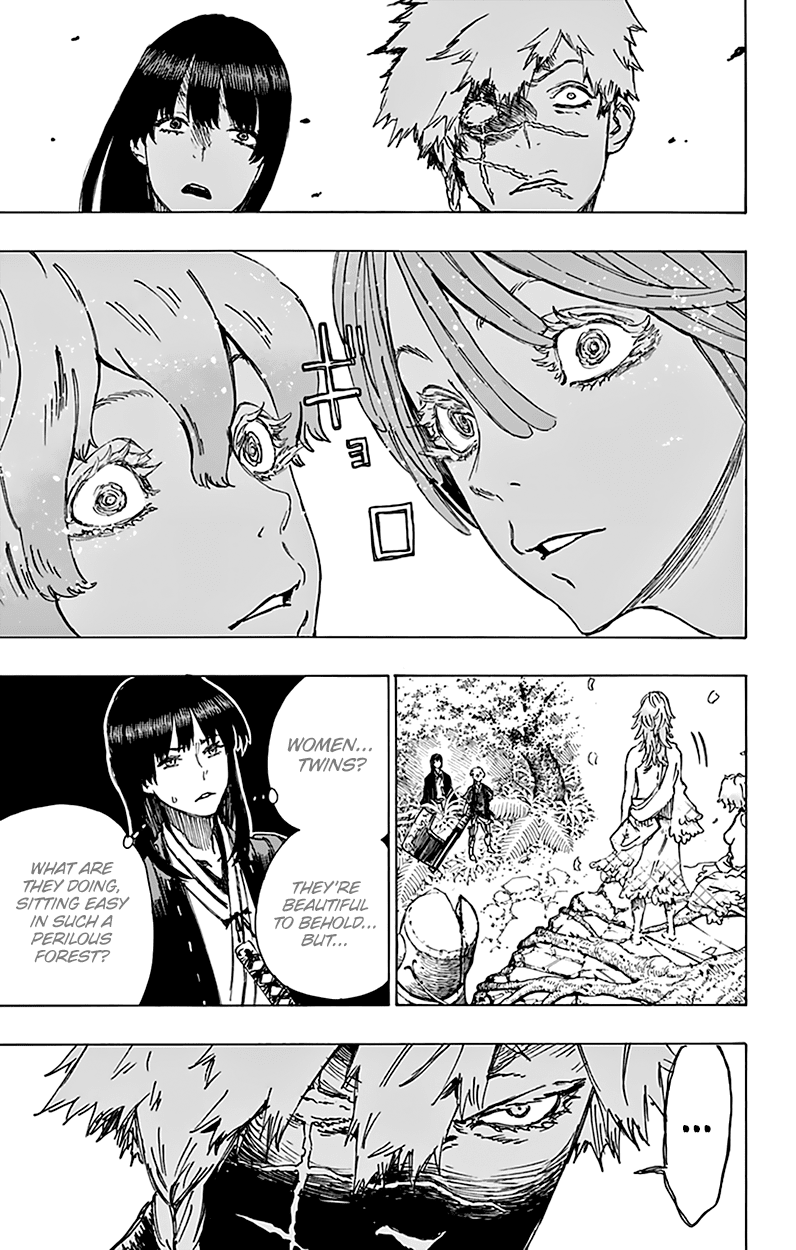 ギョロ
WOMEN...
TWINS?
THEY'RE
BEAUTIFUL
TO BEHOLD...
BUT...
WHAT ARE
THEY DOING,
SITTING EASY
IN SUCH A
PERILOUS
FOREST?
...